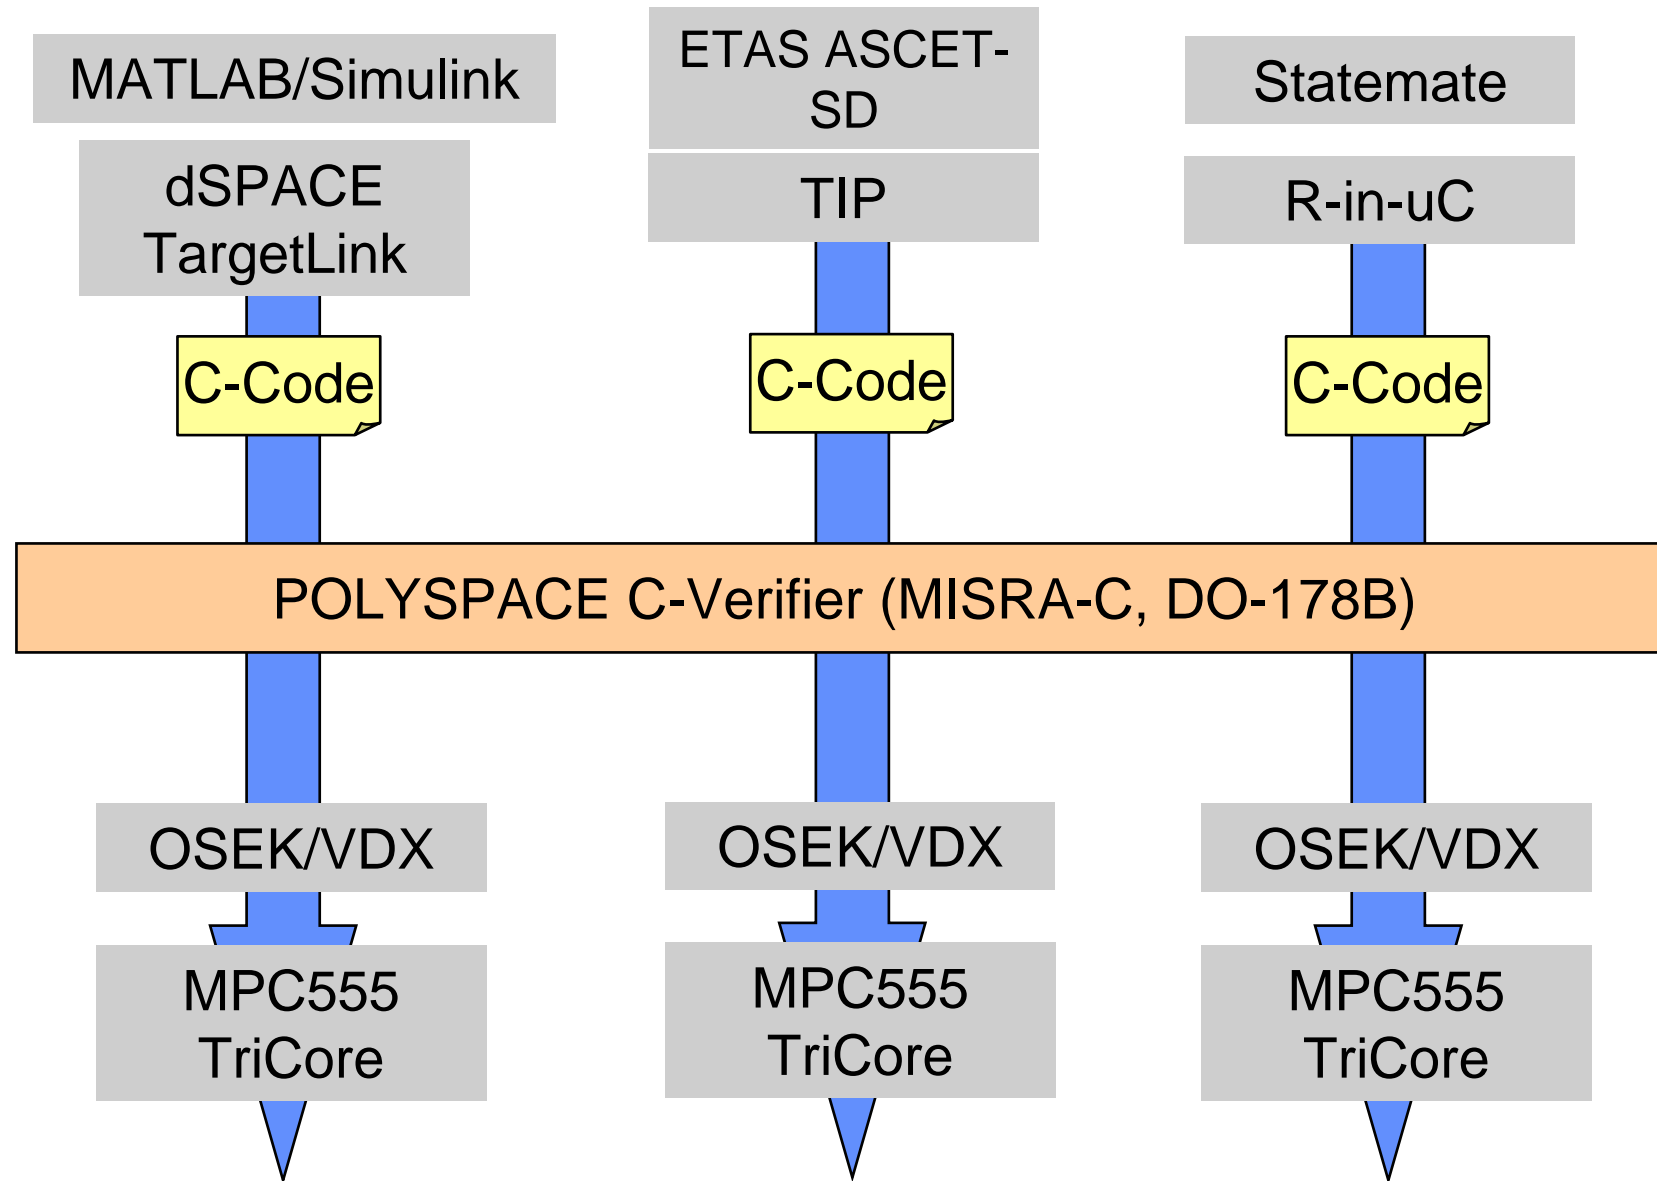 MATLAB/Simulink
dSPACE
TargetLink
C-Code
ETAS ASCET-
SD
TIP
C-Code
Statemate
R-in-uC
C-Code
POLYSPACE C-Verifier (MISRA-C, DO-178B)
OSEK/VDX
MPC555
TriCore
OSEK/VDX
MPC555
TriCore
OSEK/VDX
MPC555
TriCore